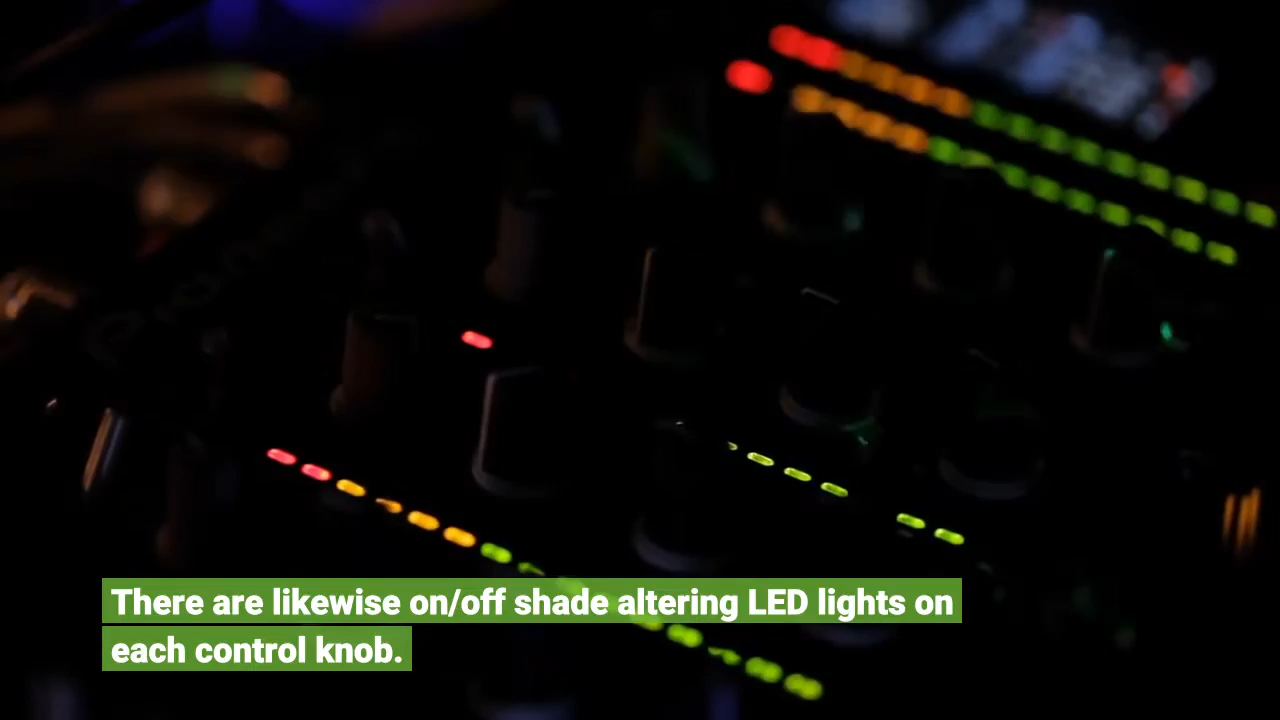 There are likewise on/off shade altering LED lights on
each control knob.